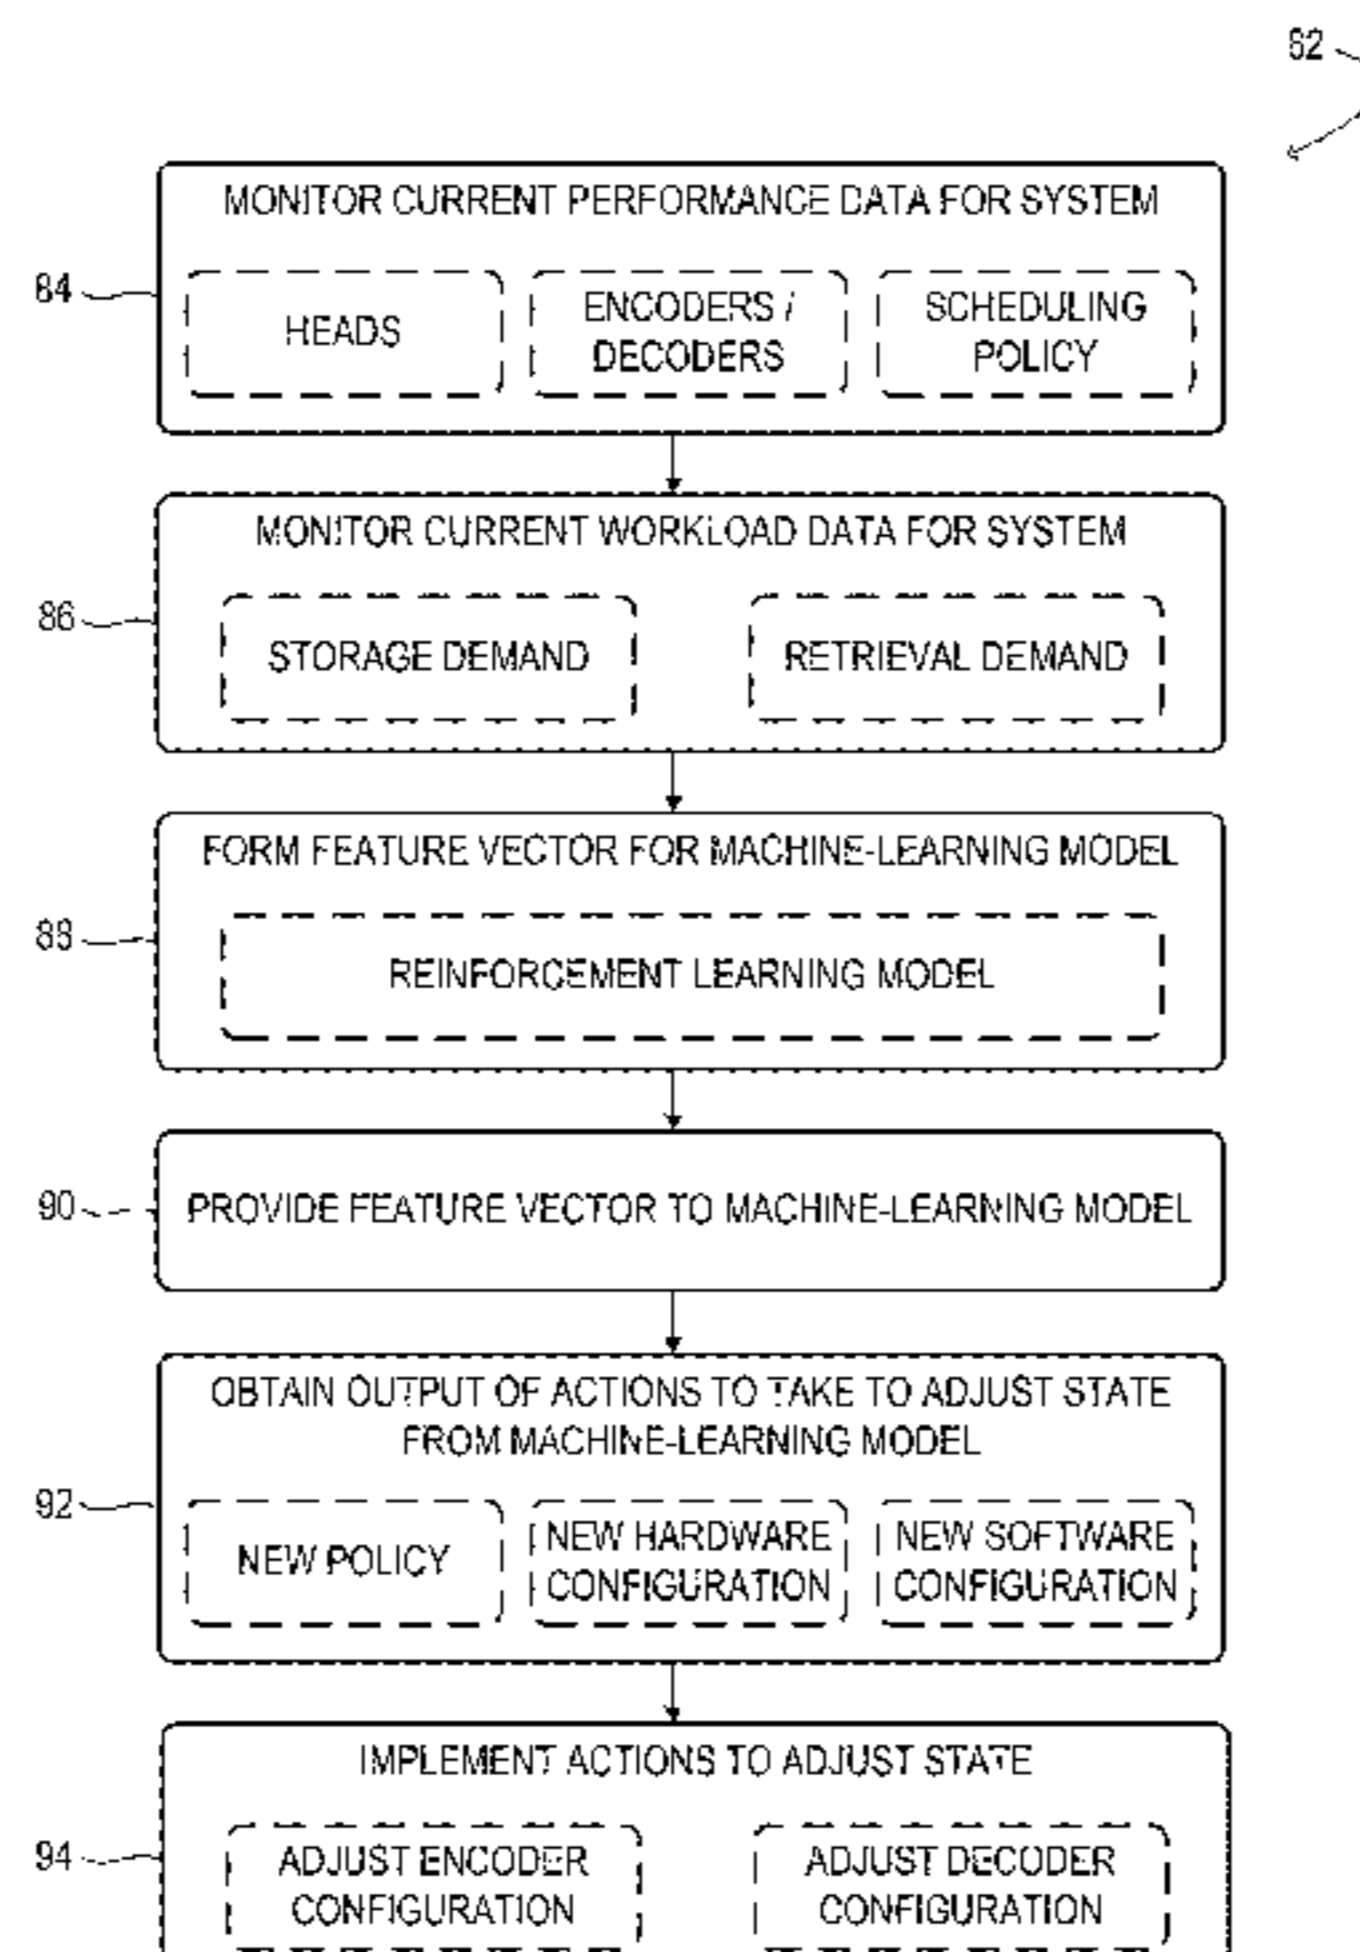 82
MONITOR CURRENT PERFORMANCE DATA FOR SYSTEM
84
HEADS
ENCODERS /
DECODERS
SCHEDULING
POLICY
MONITOR CURRENT WORKLOAD DATA FOR SYSTEM
86
STORAGE DEMAND
RETRIEVAL DEMAND
FORM FEATURE VECTOR FOR MACHINE-LEARNING MODEL
88
REINFORCEMENT LEARNING MODEL
90
PROVIDE FEATURE VECTOR TO MACHINE-LEARNING MODEL
OBTAIN OUTPUT OF ACTIONS TO TAKE TO ADJUST STATE
FROM MACHINE-LEARNING MODEL
92
NEW POLICY
NEW HARDWARE
CONFIGURATION
NEW SOFTWARE
CONFIGURATION
IMPLEMENT ACTIONS TO ADJUST STATE
94
ADJUST ENCODER
CONFIGURATION
ADJUST DECODER
CONFIGURATION